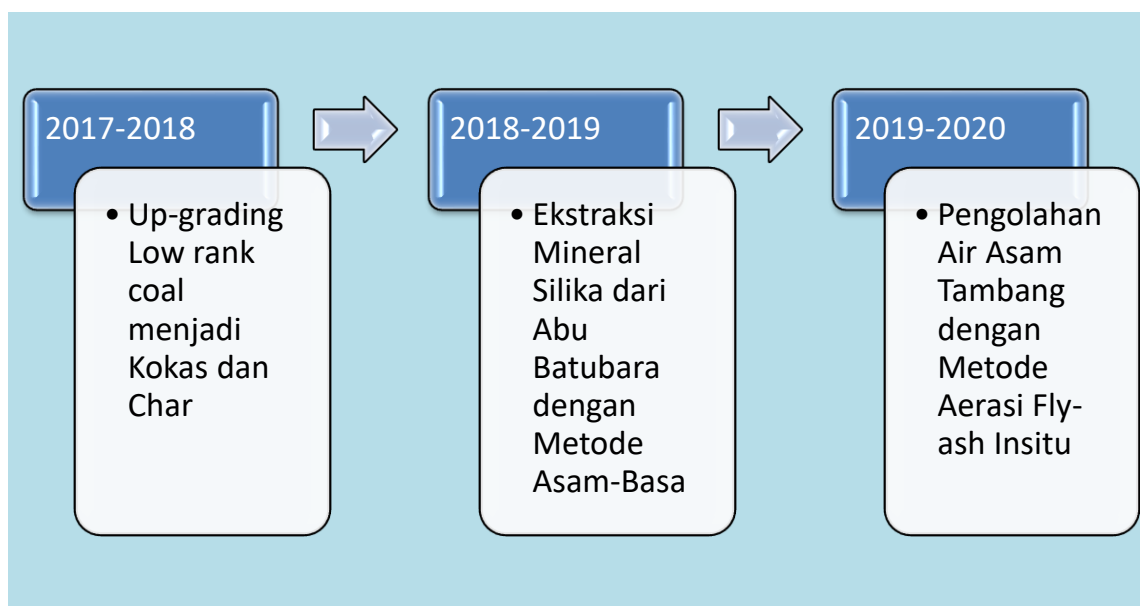 2017-2018
• Up-grading
Low rank
coal
menjadi
Kokas dan
Char
2018-2019
• Ekstraksi
Mineral
Silika dari
Abu
Batubara
dengan
Metode
Asam-Basa
2019-2020
• Pengolahan
Air Asam
Tambang
dengan
Metode
Aerasi Fly-
ash Insitu